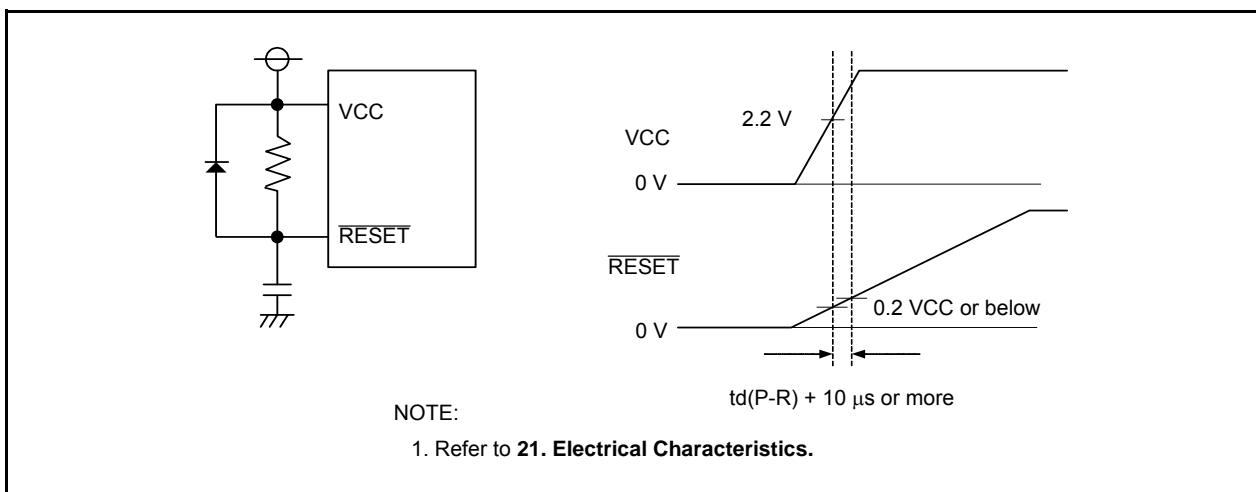 VCC
RESET
2.2 V
VCC
0 V
RESET
0.2 VCC or below
0 V
td(P-R) + 10 μs or more
NOTE:
1. Refer to 21. Electrical Characteristics.